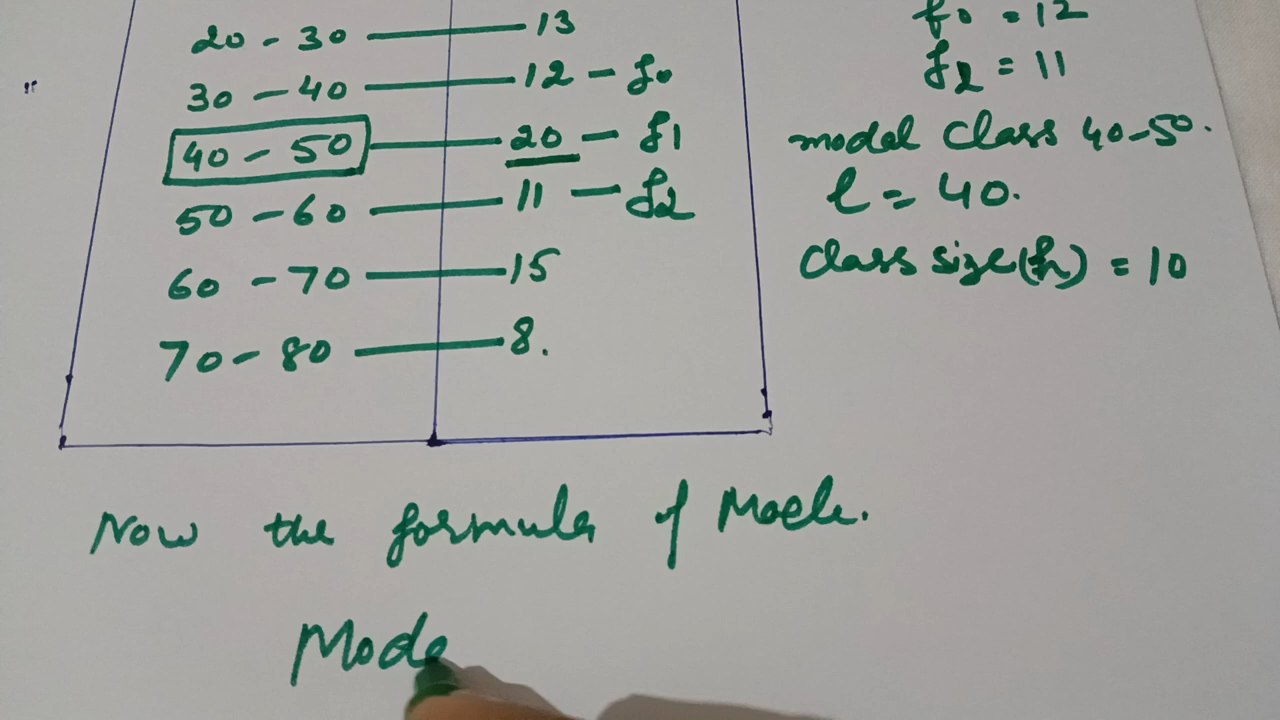 20 - 30 13
30 - 40 12 - f0
40 - 50 20 - f1
50 - 60 11 - f2
60 - 70 15
70 - 80 8.
f0 = 12
f2 = 11
modal class 40-50.
l = 40.
class size (h) = 10
Now the formula of Mode.
Mode